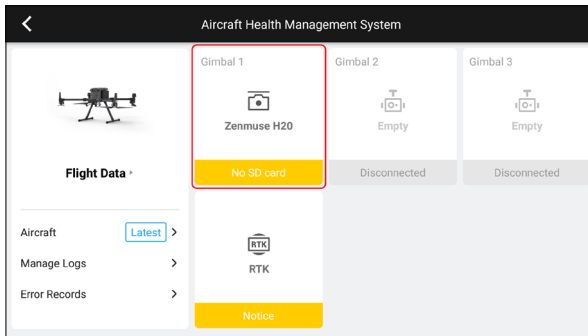 Aircraft Health Management System
Gimbal 1
Gimbal 2
Gimbal 3
Zenmuse H20
Empty
Empty
Flight Data
No SD card
Disconnected
Disconnected
Aircraft
Latest
Manage Logs
Error Records
RTK
RTK
Notice